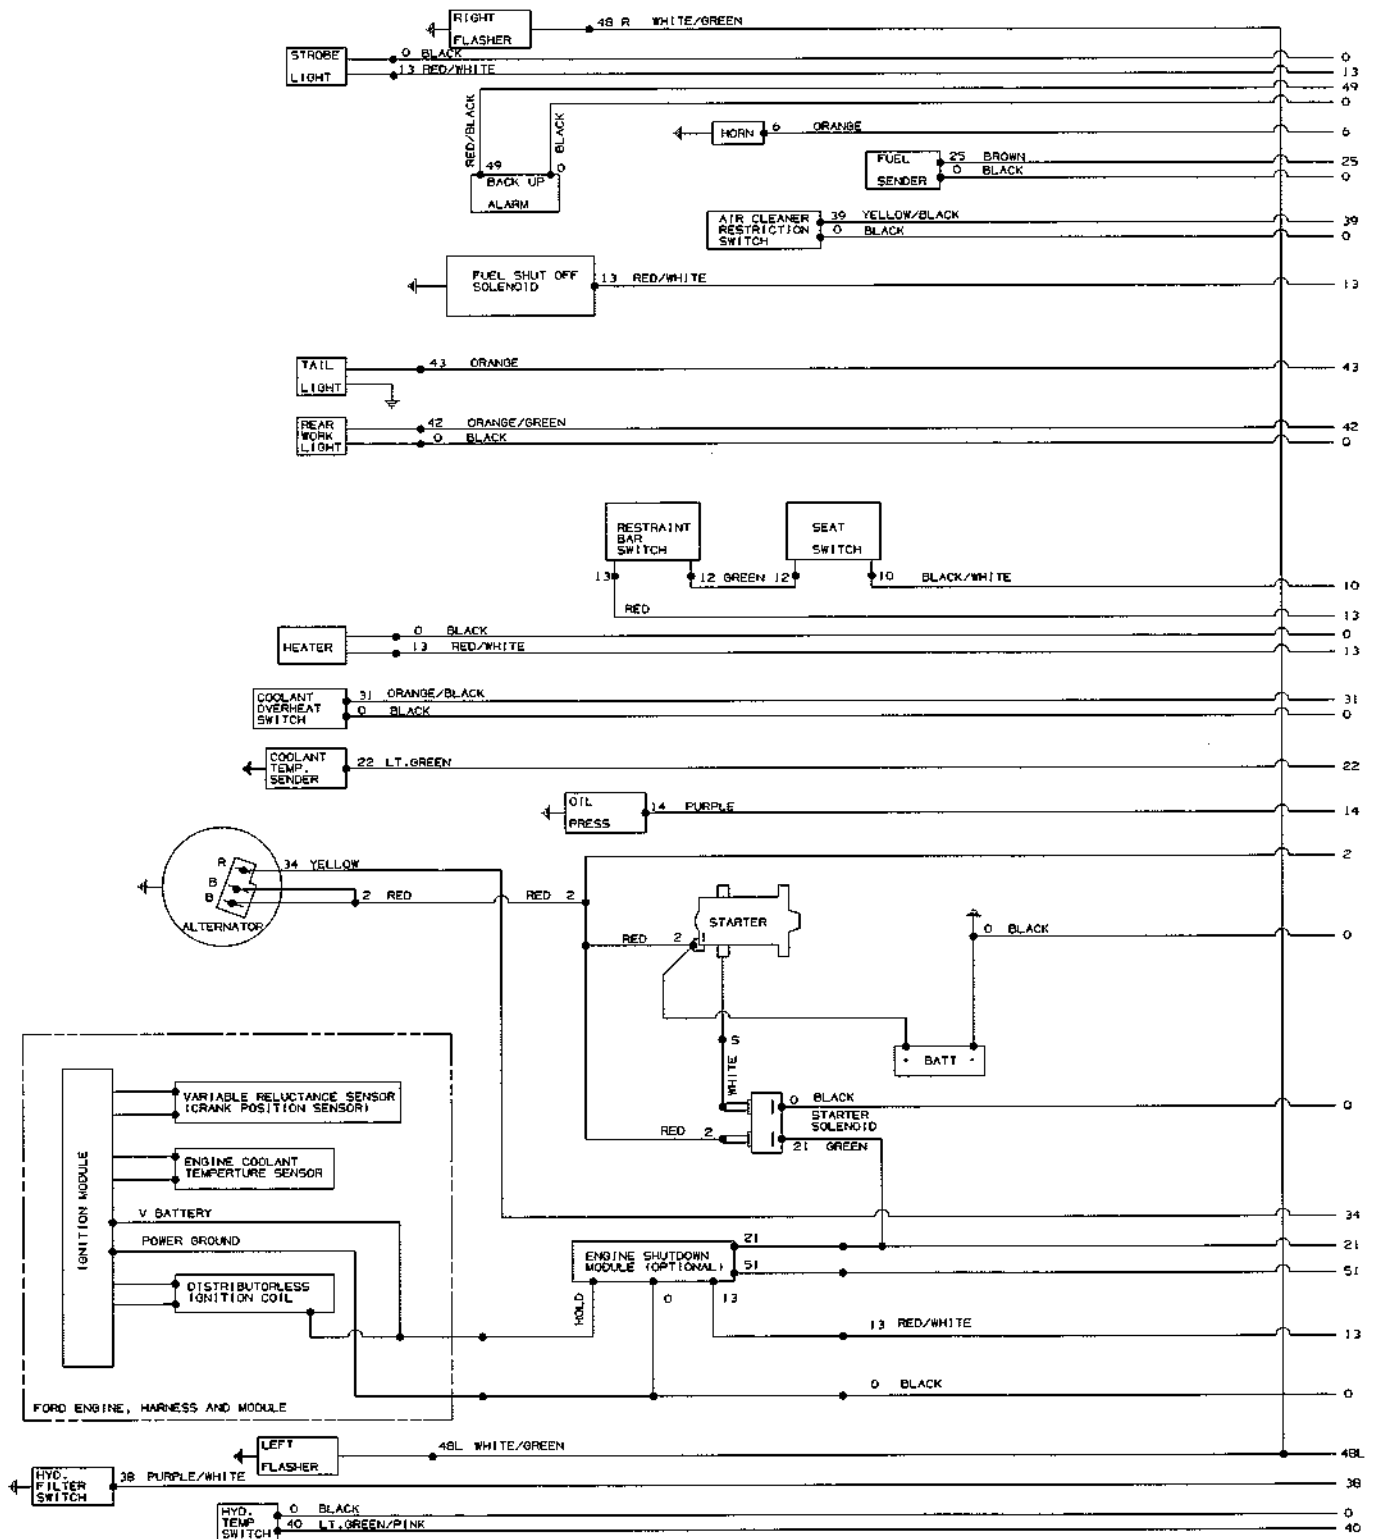 RIGHT
FLASHER
48 R WHITE/GREEN
STROBE
LIGHT
0 BLACK
13 RED/WHITE
0
13
49
0
RED/BLACK
BLACK
49
0
BACK UP
ALARM
HORN
6 ORANGE
6
FUEL
SENDER
25 BROWN
0 BLACK
25
0
AIR CLEANER
RESTRICTION
SWITCH
39 YELLOW/BLACK
0 BLACK
39
0
FUEL SHUT OFF
SOLENOID
13 RED/WHITE
13
TAIL
LIGHT
43 ORANGE
43
REAR
WORK
LIGHT
42 ORANGE/GREEN
0 BLACK
42
0
RESTRAINT
BAR
SWITCH
SEAT
SWITCH
13
12 GREEN 12
10 BLACK/WHITE
10
RED
13
HEATER
0 BLACK
13 RED/WHITE
0
13
COOLANT
OVERHEAT
SWITCH
31 ORANGE/BLACK
0 BLACK
31
0
COOLANT
TEMP.
SENDER
22 LT.GREEN
22
OIL
PRESS
14 PURPLE
14
R
B
B
ALTERNATOR
34 YELLOW
2 RED
RED 2
2
STARTER
RED 2
1
0 BLACK
0
S
WHITE
+ BATT -
0 BLACK
STARTER
SOLENOID
0
RED 2
21 GREEN
IGNITION MODULE
VARIABLE RELUCTANCE SENSOR
(CRANK POSITION SENSOR)
ENGINE COOLANT
TEMPERTURE SENSOR
V BATTERY
POWER GROUND
DISTRIBUTORLESS
IGNITION COIL
34
ENGINE SHUTDOWN
MODULE (OPTIONAL)
21
51
21
51
HOLD
0
13
13 RED/WHITE
13
0 BLACK
0
FORD ENGINE, HARNESS AND MODULE
LEFT
FLASHER
48L WHITE/GREEN
48L
HYD.
FILTER
SWITCH
38 PURPLE/WHITE
38
HYD.
TEMP
SWITCH
0 BLACK
40 LT.GREEN/PINK
0
40